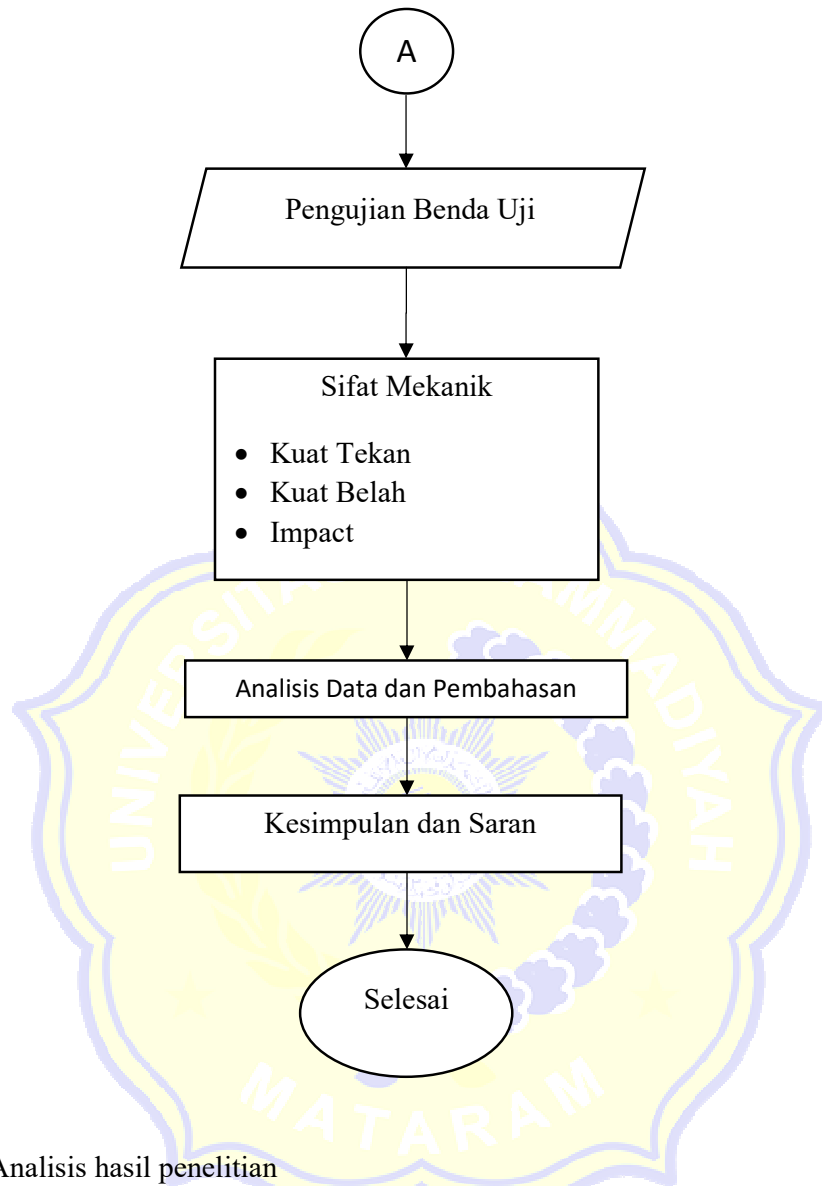 A
Pengujian Benda Uji
Sifat Mekanik
• Kuat Tekan
• Kuat Belah
• Impact
Analisis Data dan Pembahasan
Kesimpulan dan Saran
Selesai
MATARAM
Analisis hasil penelitian